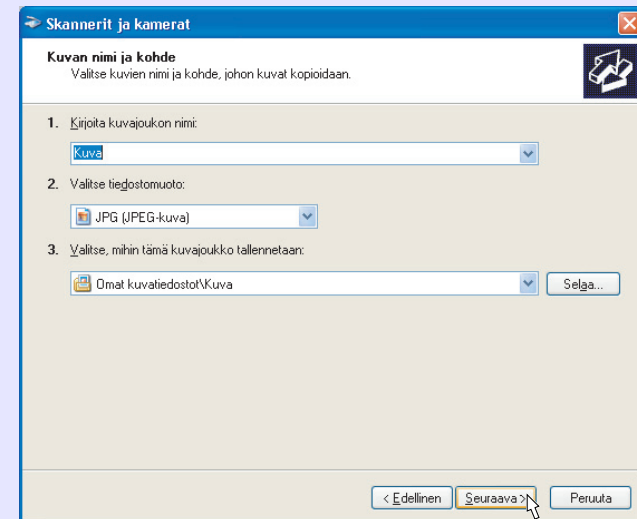 Skannerit ja kamerat
Kuvan nimi ja kohde
Valitse kuvien nimi ja kohde, johon kuvat kopioidaan.
1. Kirjoita kuvajoukon nimi:
Kuva
2. Valitse tiedostomuoto:
JPG (JPEG-kuva)
3. Valitse, mihin tämä kuvajoukko tallennetaan:
Omat kuvatiedostot\Kuva
Selaa...
< Edellinen
Seuraava >
Peruuta